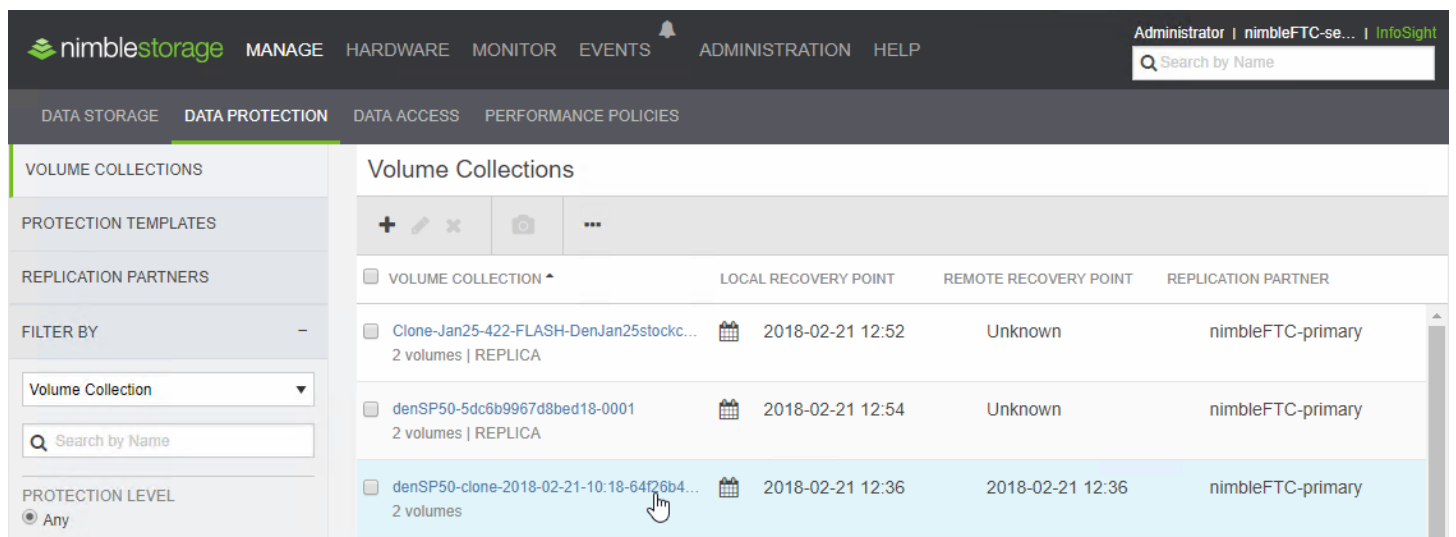 Administrator | nimbleFTC-se... | InfoSight
nimblestorage MANAGE HARDWARE MONITOR EVENTS ADMINISTRATION HELP
Search by Name
DATA STORAGE DATA PROTECTION DATA ACCESS PERFORMANCE POLICIES
VOLUME COLLECTIONS
PROTECTION TEMPLATES
REPLICATION PARTNERS
FILTER BY
Volume Collection
Search by Name
PROTECTION LEVEL
Any
Volume Collections
VOLUME COLLECTION LOCAL RECOVERY POINT REMOTE RECOVERY POINT REPLICATION PARTNER
Clone-Jan25-422-FLASH-DenJan25stockc... 2018-02-21 12:52 Unknown nimbleFTC-primary
2 volumes | REPLICA
denSP50-5dc6b9967d8bed18-0001 2018-02-21 12:54 Unknown nimbleFTC-primary
2 volumes | REPLICA
denSP50-clone-2018-02-21-10:18-64f26b4... 2018-02-21 12:36 2018-02-21 12:36 nimbleFTC-primary
2 volumes